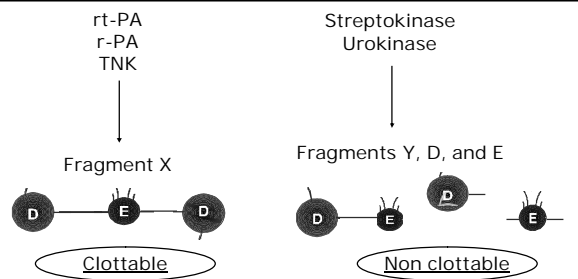 rt-PA
r-PA
TNK
Fragment X
D E D
Clottable
Streptokinase
Urokinase
Fragments Y, D, and E
D E D E
Non clottable